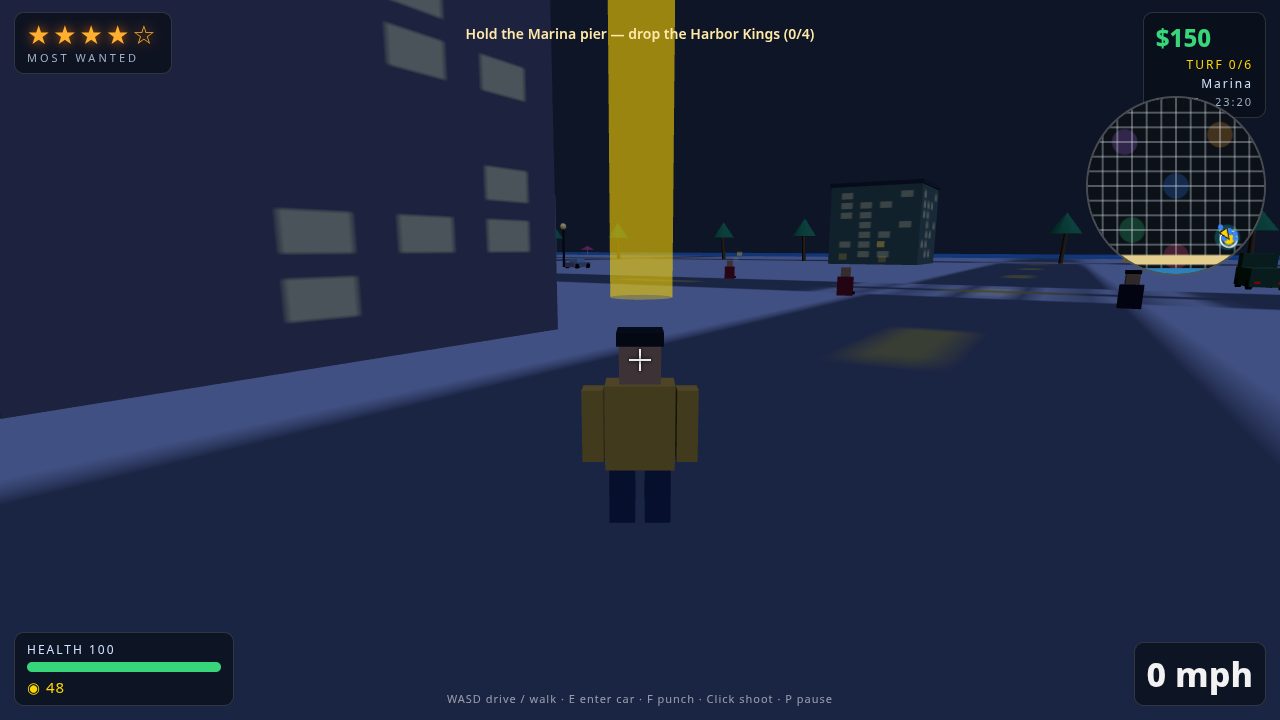 ★★★★☆
MOST WANTED
Hold the Marina pier — drop the Harbor Kings (0/4)
$150
TURF 0/6
Marina
23:20
HEALTH 100
◉ 48
WASD drive / walk · E enter car · F punch · Click shoot · P pause
0 mph